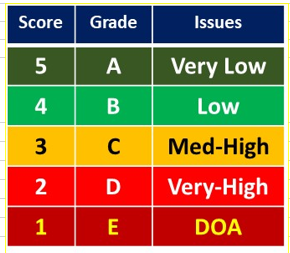 Score Grade Issues
5 A Very Low
4 B Low
3 C Med-High
2 D Very-High
1 E DOA